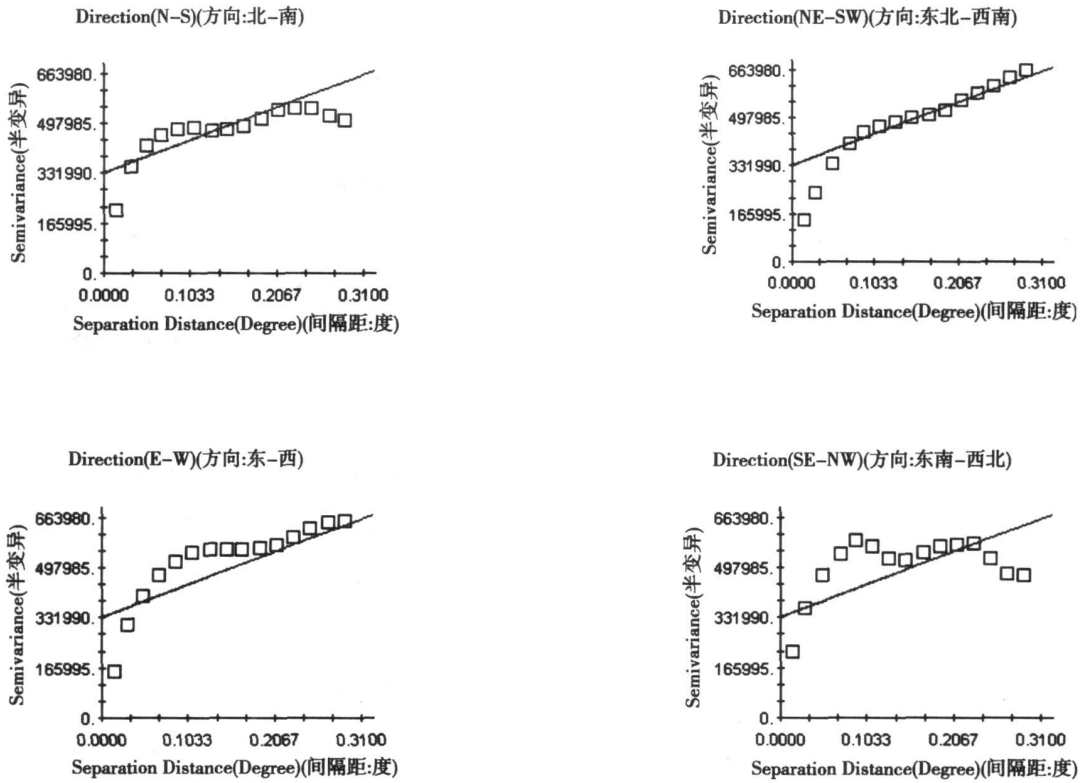 Direction(N-S)(方向:北-南)
Semivariance(半变异)
663980.
497985.
331990.
165995.
0.
0.0000 0.1033 0.2067 0.3100
Separation Distance(Degree)(间隔距:度)
Direction(NE-SW)(方向:东北-西南)
Semivariance(半变异)
663980.
497985.
331990.
165995.
0.
0.0000 0.1033 0.2067 0.3100
Separation Distance(Degree)(间隔距:度)
Direction(E-W)(方向:东-西)
Semivariance(半变异)
663980.
497985.
331990.
165995.
0.
0.0000 0.1033 0.2067 0.3100
Separation Distance(Degree)(间隔距:度)
Direction(SE-NW)(方向:东南-西北)
Semivariance(半变异)
663980.
497985.
331990.
165995.
0.
0.0000 0.1033 0.2067 0.3100
Separation Distance(Degree)(间隔距:度)